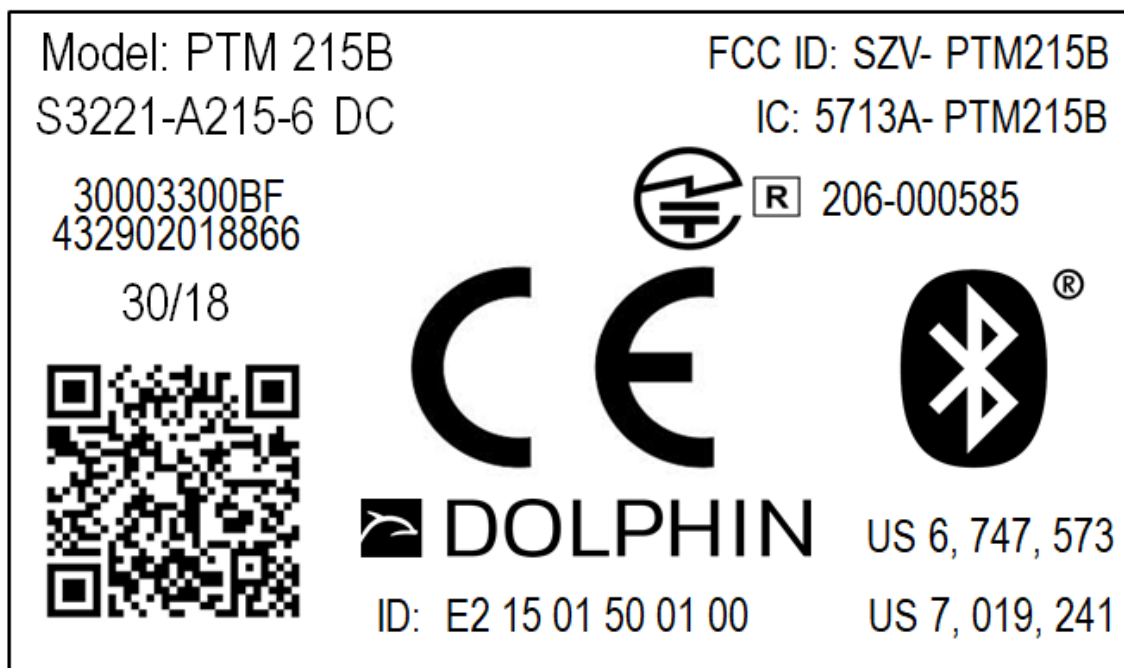 Model: PTM 215B
S3221-A215-6 DC
30003300BF
432902018866
30/18
FCC ID: SZV- PTM215B
IC: 5713A- PTM215B
R 206-000585
CE
®
DOLPHIN
ID: E2 15 01 50 01 00
US 6, 747, 573
US 7, 019, 241